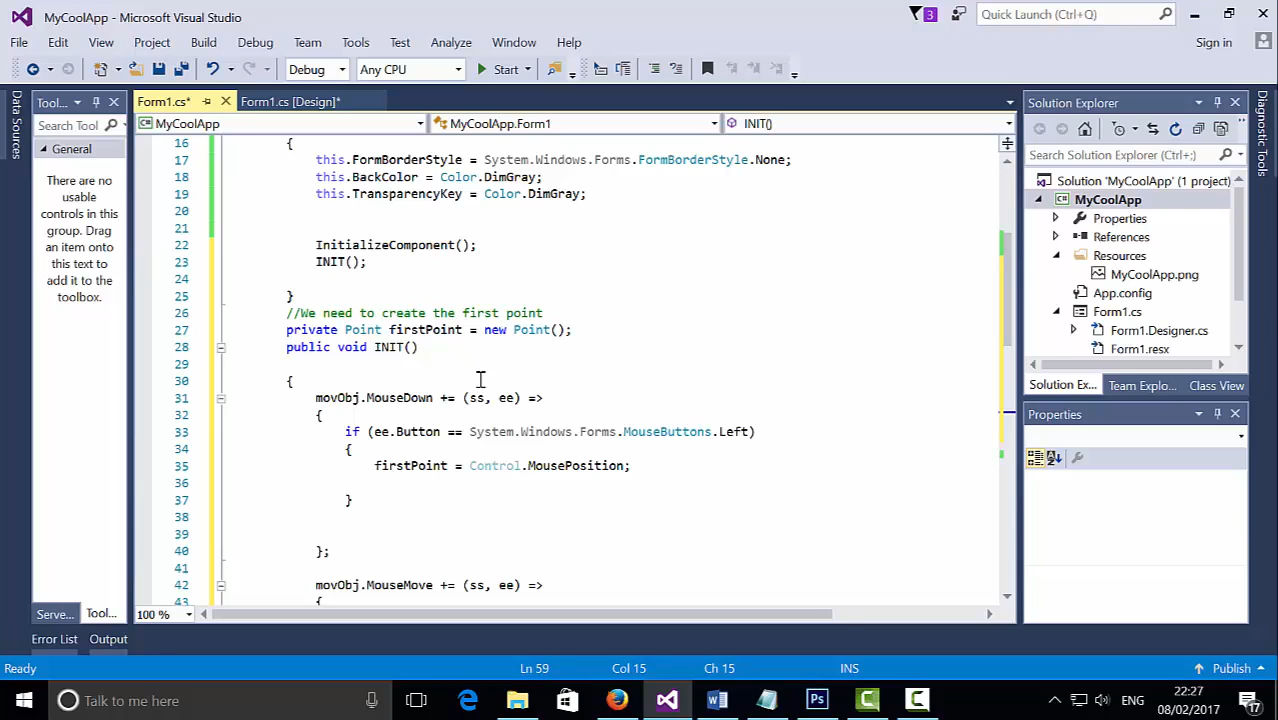 MyCoolApp - Microsoft Visual Studio
3
Quick Launch (Ctrl+Q)
File Edit View Project Build Debug Team Tools Test Analyze Window Help
Sign in
Debug Any CPU Start
Data Sources
Tool...
Search Tool
General
There are no
usable
controls in this
group. Drag
an item onto
this text to
add it to the
toolbox.
Serve... Tool...
Form1.cs* Form1.cs [Design]*
MyCoolApp MyCoolApp.Form1 INIT()
16 {
17 this.FormBorderStyle = System.Windows.Forms.FormBorderStyle.None;
18 this.BackColor = Color.DimGray;
19 this.TransparencyKey = Color.DimGray;
20
21
22 InitializeComponent();
23 INIT();
24
25 }
26 //We need to create the first point
27 private Point firstPoint = new Point();
28 public void INIT()
29
30 {
31 movObj.MouseDown += (ss, ee) =>
32 {
33 if (ee.Button == System.Windows.Forms.MouseButtons.Left)
34 {
35 firstPoint = Control.MousePosition;
36
37 }
38
39
40 };
41
42 movObj.MouseMove += (ss, ee) =>
43 {
100 %
Solution Explorer
Search Solution Explorer (Ctrl+;)
Solution 'MyCoolApp' (1 project)
MyCoolApp
Properties
References
Resources
MyCoolApp.png
App.config
Form1.cs
Form1.Designer.cs
Form1.resx
Solution Ex... Team Explo... Class View
Properties
Diagnostic Tools
Error List Output
Ready Ln 59 Col 15 Ch 15 INS Publish
Talk to me
ENG
22:27
08/02/2017
17